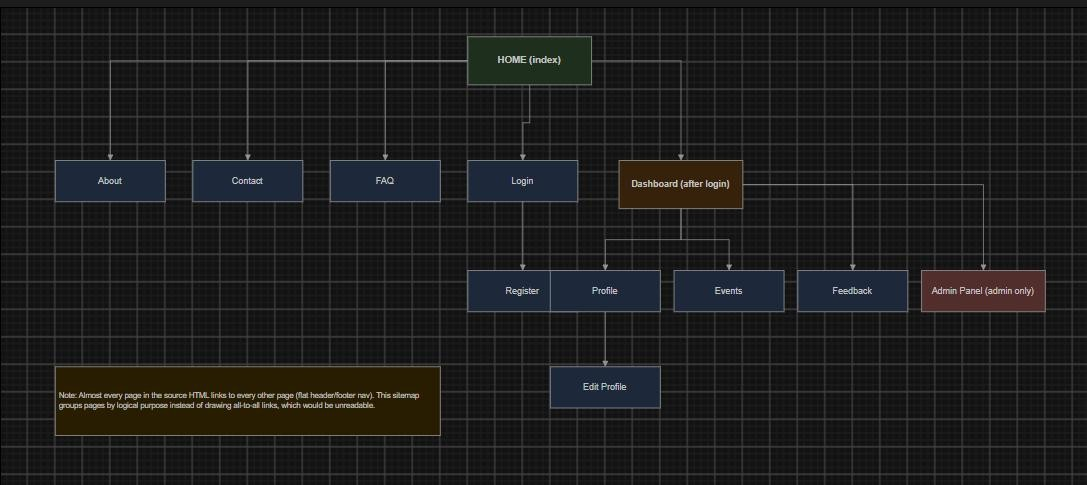 HOME (index)
About
Contact
FAQ
Login
Dashboard (after login)
Register
Profile
Events
Feedback
Admin Panel (admin only)
Edit Profile
Note: Almost every page in the source HTML links to every other page (flat header/footer nav). This sitemap
groups pages by logical purpose instead of drawing all-to-all links, which would be unreadable.